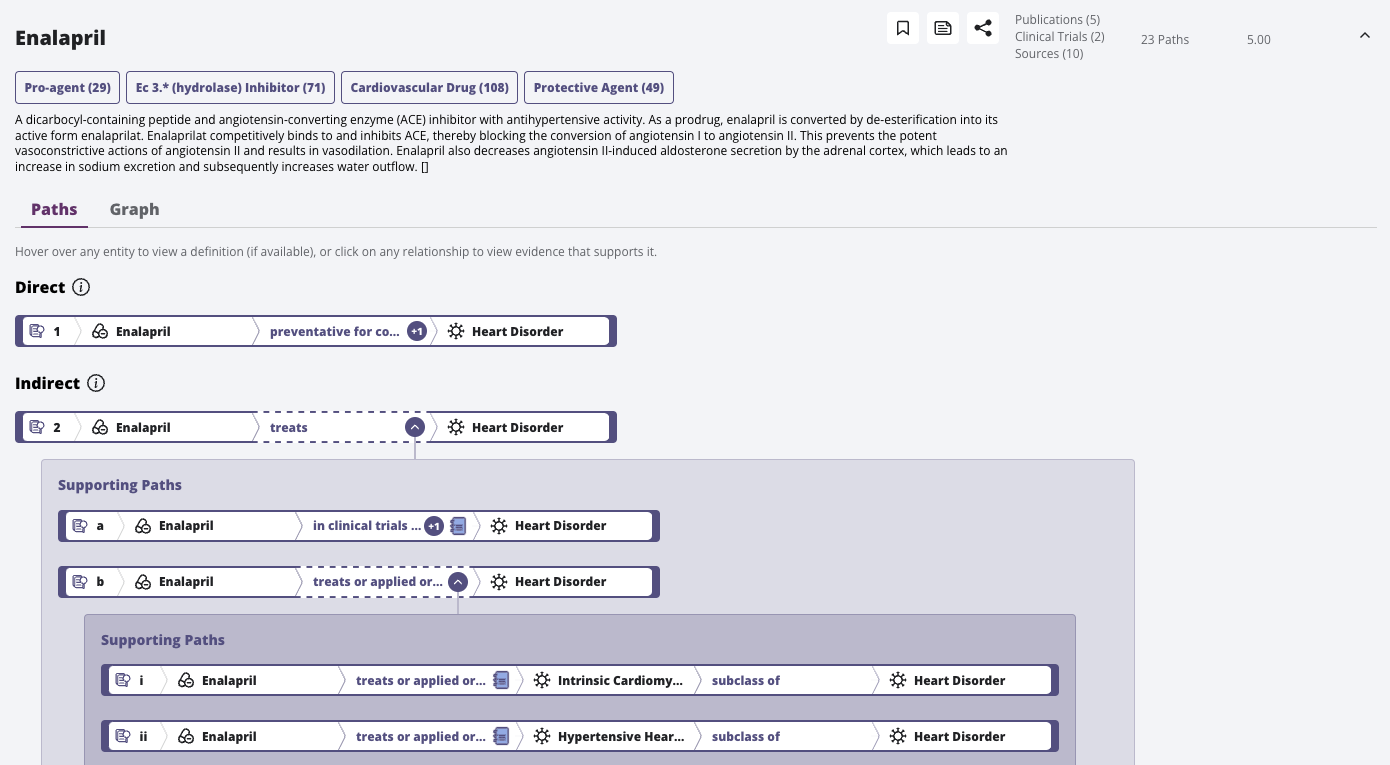 Enalapril
Publications (5)
Clinical Trials (2)
Sources (10)
23 Paths
5.00
Pro-agent (29)
Ec 3.* (hydrolase) Inhibitor (71)
Cardiovascular Drug (108)
Protective Agent (49)
A dicarbocyl-containing peptide and angiotensin-converting enzyme (ACE) inhibitor with antihypertensive activity. As a prodrug, enalapril is converted by de-esterification into its
active form enalaprilat. Enalaprilat competitively binds to and inhibits ACE, thereby blocking the conversion of angiotensin I to angiotensin II. This prevents the potent
vasoconstrictive actions of angiotensin II and results in vasodilation. Enalapril also decreases angiotensin II-induced aldosterone secretion by the adrenal cortex, which leads to an
increase in sodium excretion and subsequently increases water outflow. []
Paths
Graph
Hover over any entity to view a definition (if available), or click on any relationship to view evidence that supports it.
Direct
1 Enalapril preventative for co... +1 Heart Disorder
Indirect
2 Enalapril treats Heart Disorder
Supporting Paths
a Enalapril in clinical trials ... +1 Heart Disorder
b Enalapril treats or applied or... Heart Disorder
Supporting Paths
i Enalapril treats or applied or... Intrinsic Cardiomy... subclass of Heart Disorder
ii Enalapril treats or applied or... Hypertensive Hear... subclass of Heart Disorder